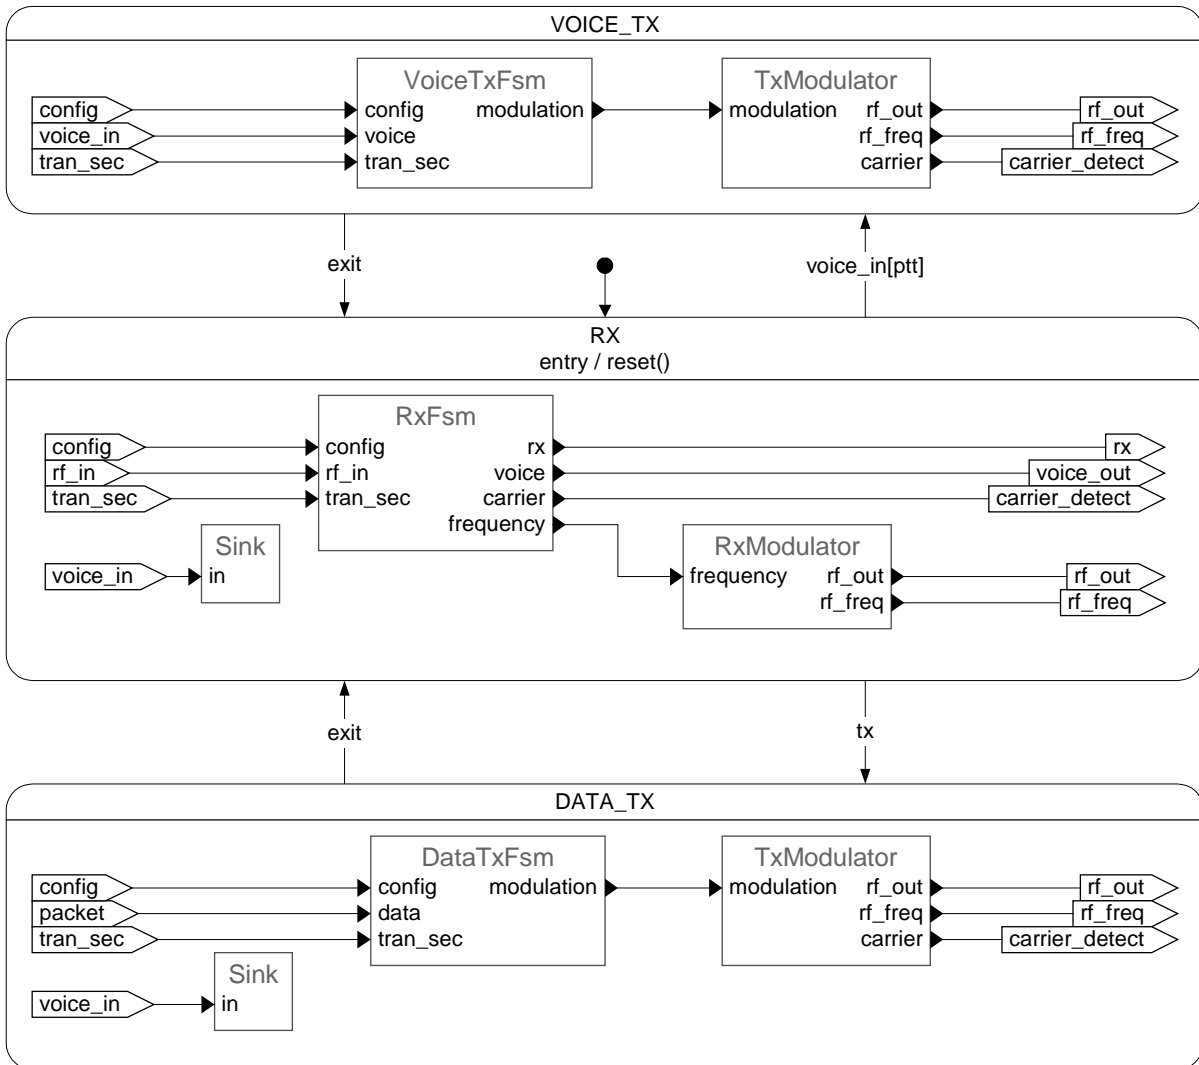 VOICE_TX
VoiceTxFsm
TxModulator
config
config
modulation
modulation
rf_out
rf_out
voice_in
voice
rf_freq
rf_freq
tran_sec
tran_sec
carrier
carrier_detect
exit
voice_in[ptt]
RX
entry / reset()
RxFsm
config
config
rx
rx
rf_in
rf_in
voice
voice_out
tran_sec
tran_sec
carrier
carrier_detect
frequency
Sink
RxModulator
voice_in
in
frequency
rf_out
rf_out
rf_freq
rf_freq
exit
tx
DATA_TX
DataTxFsm
TxModulator
config
config
modulation
modulation
rf_out
rf_out
packet
data
rf_freq
rf_freq
tran_sec
tran_sec
carrier
carrier_detect
Sink
voice_in
in